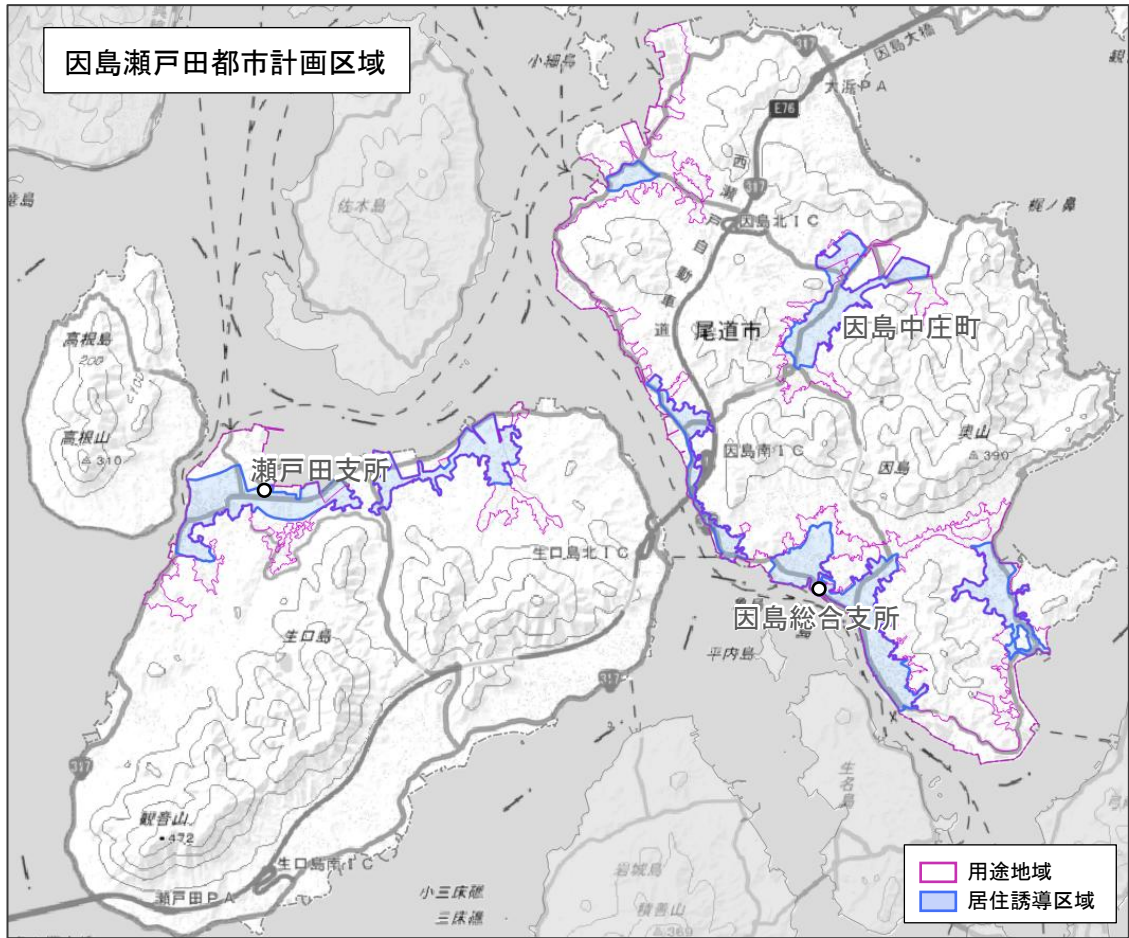 因島瀬戸田都市計画区域
317
因島大橋
小細島
大浜PA
E76
佐木島
西瀬戸自動車道
317
因島北IC
梶ノ鼻
高根島
200
尾道市
因島中庄町
高根山
310
奥山
390
因島
因島南IC
瀬戸田支所
生口島北IC
因島総合支所
生口島
平内島
317
317
生名島
観音山
472
生口島南IC
瀬戸田PA
小三床礁
三床礁
岩城島
積善山
369
用途地域
居住誘導区域